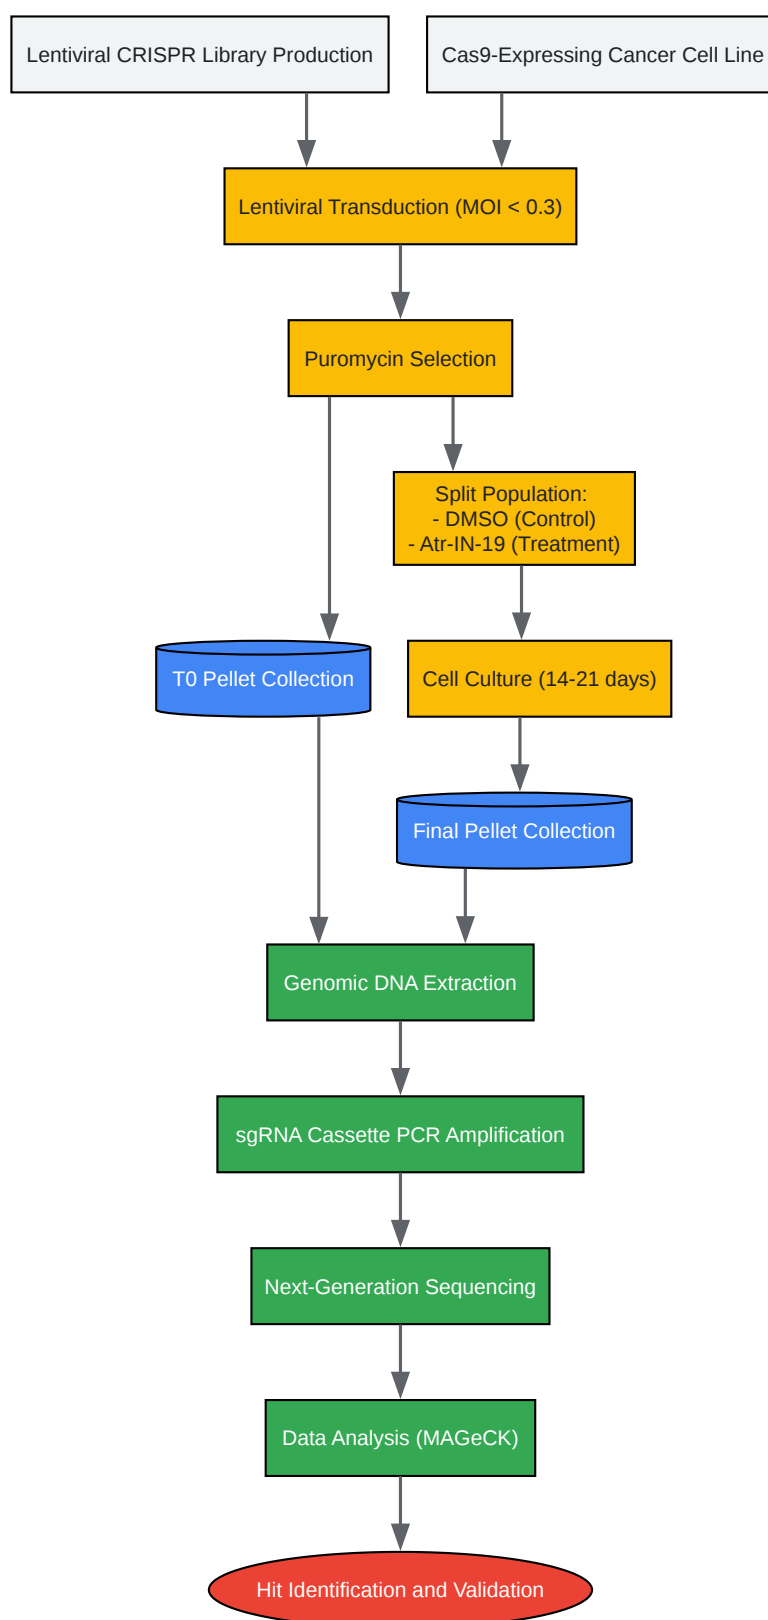 Lentiviral CRISPR Library Production
Cas9-Expressing Cancer Cell Line
Lentiviral Transduction (MOI < 0.3)
Puromycin Selection
Split Population:
- DMSO (Control)
- Atr-IN-19 (Treatment)
T0 Pellet Collection
Cell Culture (14-21 days)
Final Pellet Collection
Genomic DNA Extraction
sgRNA Cassette PCR Amplification
Next-Generation Sequencing
Data Analysis (MAGeCK)
Hit Identification and Validation